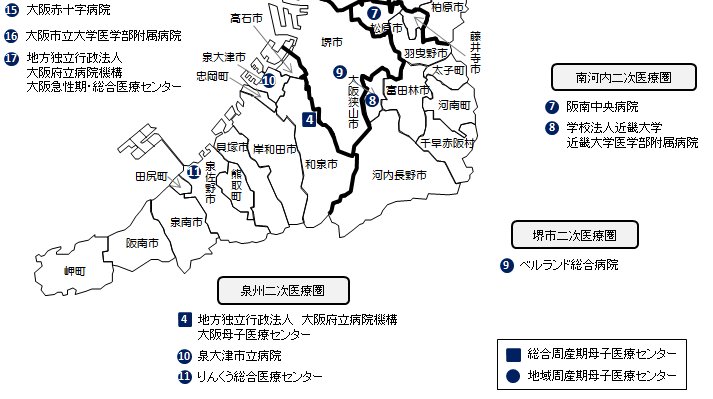 ⑮ 大阪赤十字病院
⑯ 大阪市立大学医学部附属病院
⑰ 地方独立行政法人
大阪府立病院機構
大阪急性期・総合医療センター
高石市
泉大津市
忠岡町
堺市
⑦
松原市
柏原市
藤井寺市
羽曳野市
太子町
⑩
⑨
大阪狭山市
⑧
富田林市
河南町
4
千早赤阪村
貝塚市
岸和田市
和泉市
河内長野市
田尻町
⑪
泉佐野市
熊取町
泉南市
阪南市
岬町
南河内二次医療圏
⑦ 阪南中央病院
⑧ 学校法人近畿大学
近畿大学医学部附属病院
堺市二次医療圏
⑨ ベルランド総合病院
泉州二次医療圏
4 地方独立行政法人 大阪府立病院機構
大阪母子医療センター
⑩ 泉大津市立病院
⑪ りんくう総合医療センター
■ 総合周産期母子医療センター
● 地域周産期母子医療センター